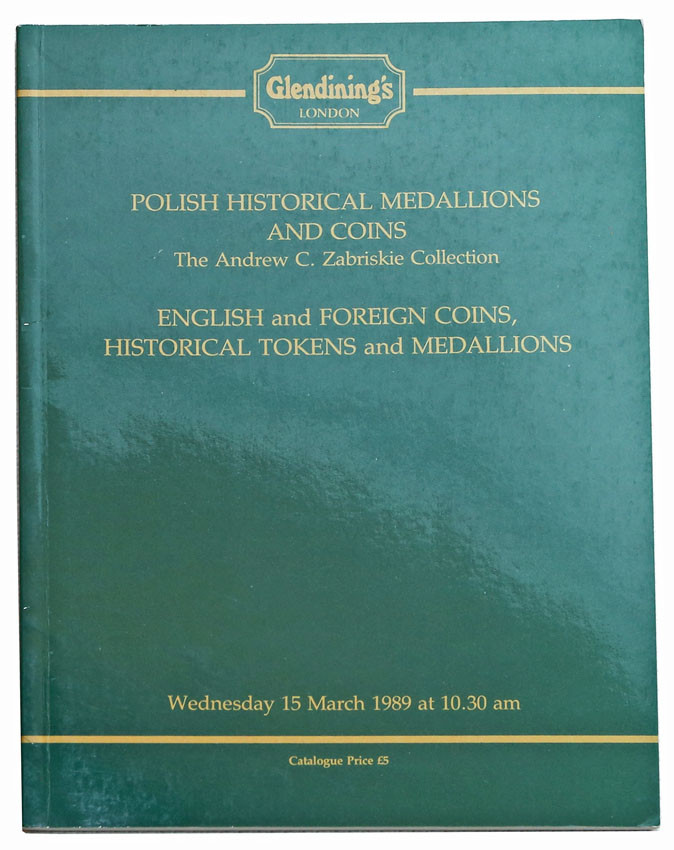 Glendining's
LONDON
POLISH HISTORICAL MEDALLIONS
AND COINS
The Andrew C. Zabriskie Collection
ENGLISH and FOREIGN COINS,
HISTORICAL TOKENS and MEDALLIONS
Wednesday 15 March 1989 at 10.30 am
Catalogue Price £5